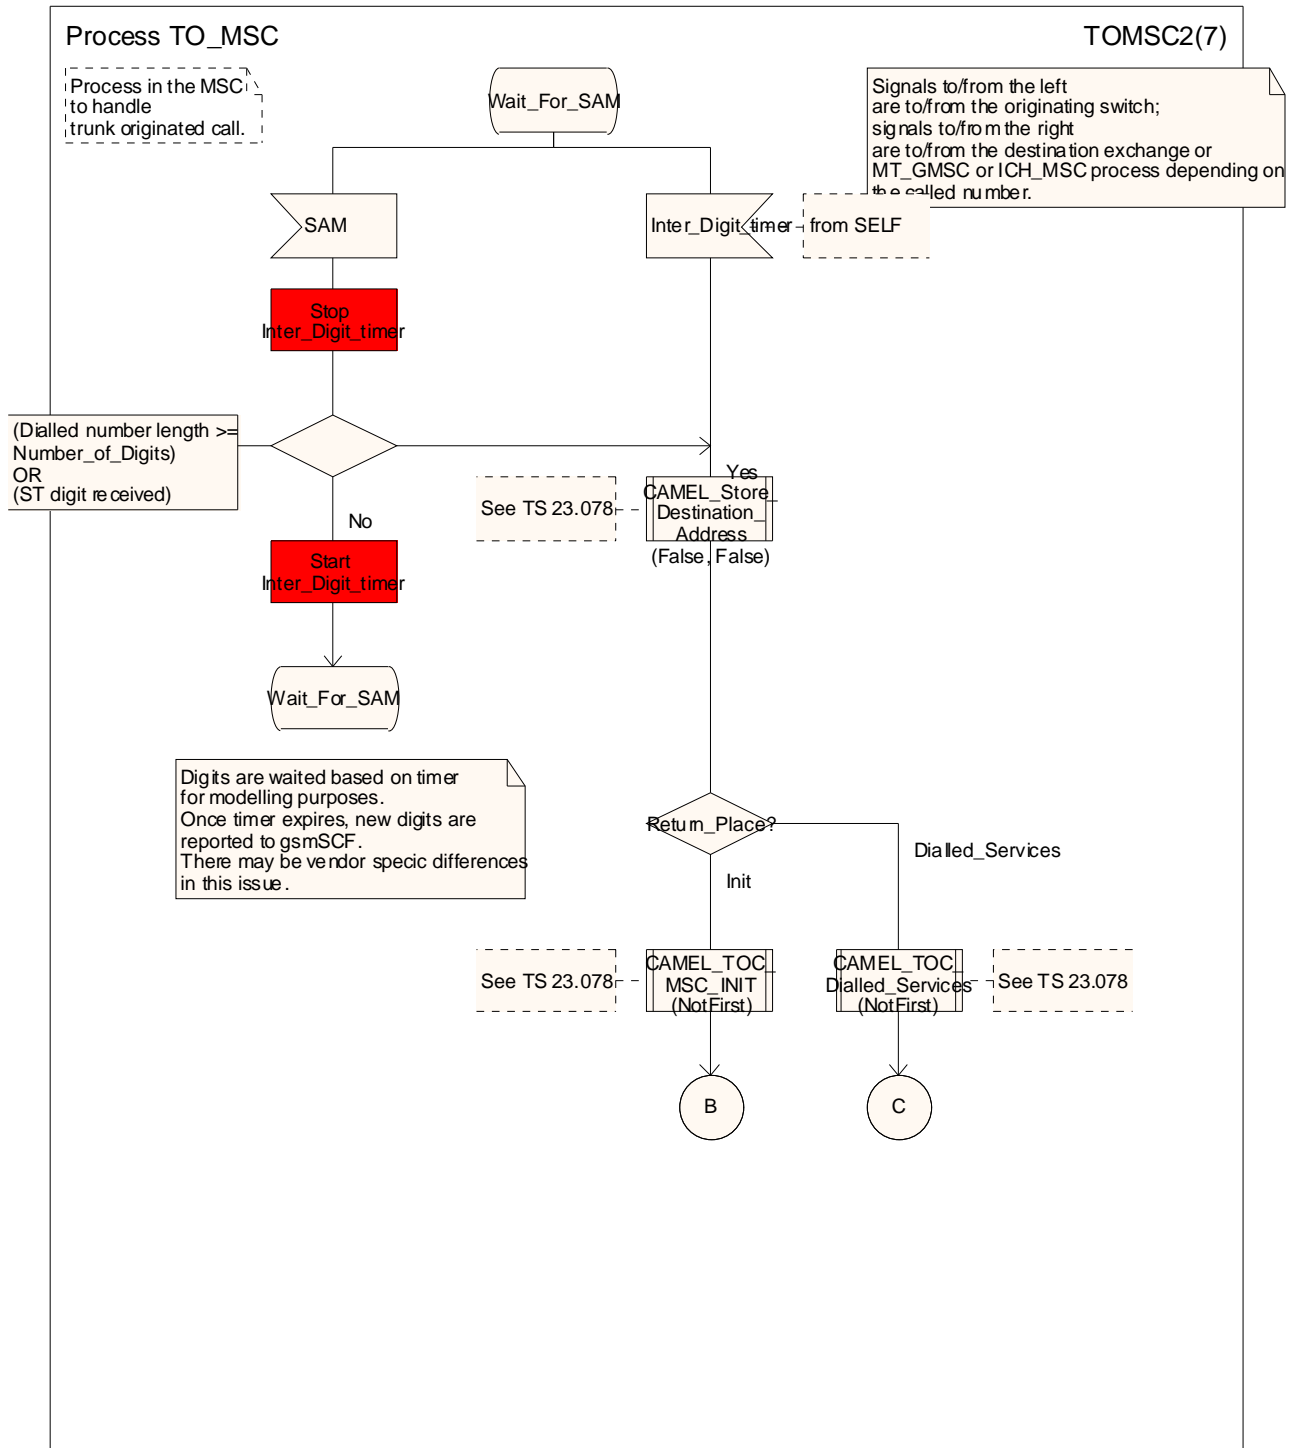 Process TO_MSC
TOMSC2(7)
Process in the MSC
to handle
trunk originated call.
Wait_For_SAM
Signals to/from the left
are to/from the originating switch;
signals to/from the right
are to/from the destination exchange or
MT_GMSC or ICH_MSC process depending on
the called number.
SAM
Inter_Digit_timer
from SELF
Stop
Inter_Digit_timer
(Dialled number length >=
Number_of_Digits)
OR
(ST digit received)
Yes
See TS 23.078
CAMEL_Store_
Destination_
Address
(False, False)
No
Start
Inter_Digit_timer
Wait_For_SAM
Digits are waited based on timer
for modelling purposes.
Once timer expires, new digits are
reported to gsmSCF.
There may be vendor specic differences
in this issue.
Return_Place?
Dialled_Services
Init
See TS 23.078
CAMEL_TOC_
MSC_INIT
(NotFirst)
CAMEL_TOC_
Dialled_Services
(NotFirst)
See TS 23.078
B
C